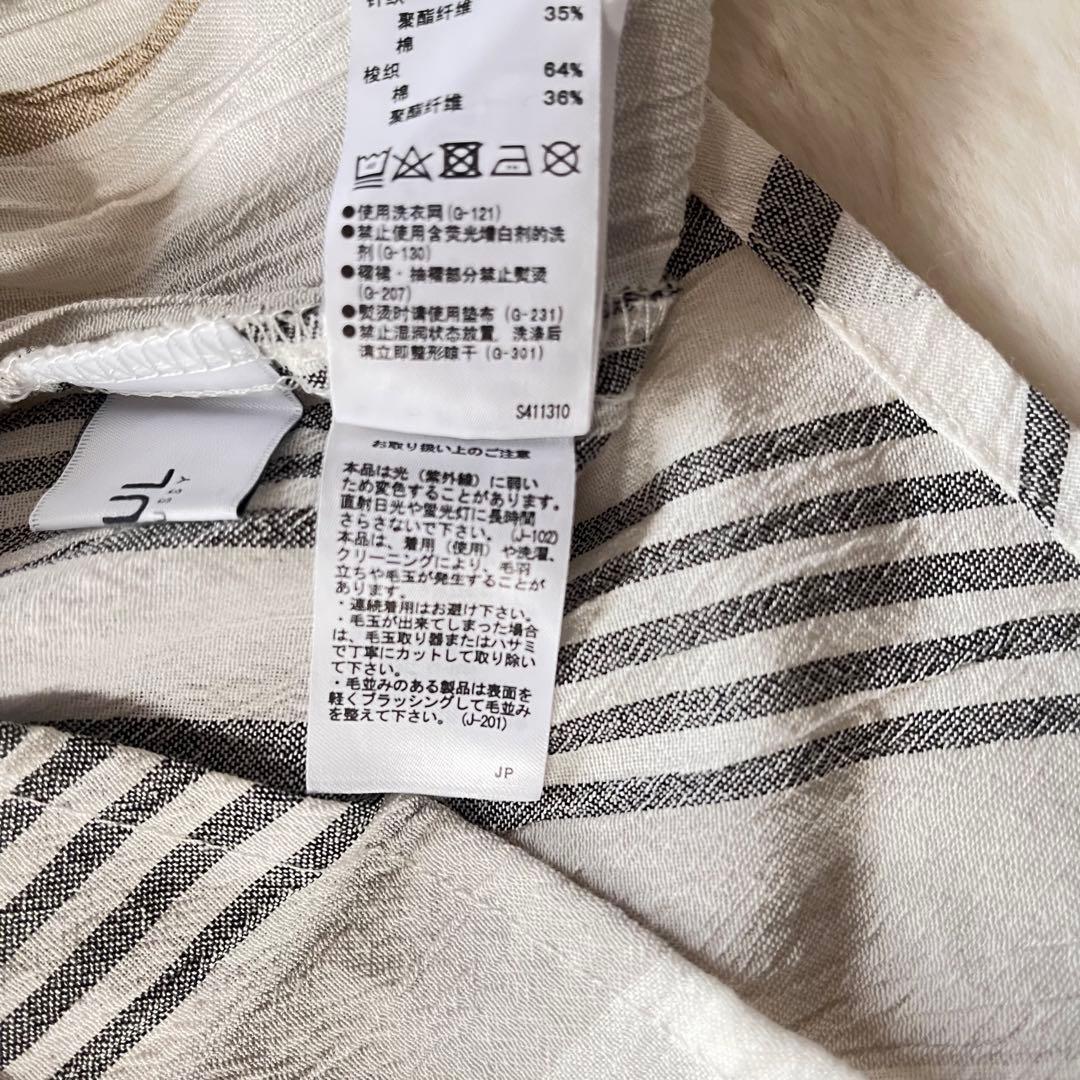 聚酯纤维 35%
棉
梭织 64%
棉 36%
聚酯纤维
●使用洗衣网(G-121)
●禁止使用含荧光增白剂的洗
剂(G-130)
●褶裙・抽褶部分禁止熨烫
(G-207)
●熨烫时请使用垫布(G-231)
●禁止湿润状态放置，洗涤后
请立即整形晾干(G-301)
S411310
お取り扱い上のご注意
本品は光（紫外線）に弱い
ため変色することがあります。
直射日光や蛍光灯に長時間
さらさないで下さい。(J-102)
本品は、着用（使用）や洗濯、
クリーニングにより、毛羽
立ちや毛玉が発生することが
あります。
・連続着用はお避け下さい。
・毛玉が出来てしまった場合
は、毛玉取り器またはハサミ
で丁寧にカットして取り除い
て下さい。
・毛並みのある製品は表面を
軽くブラッシングして毛並み
を整えて下さい。(J-201)
JP